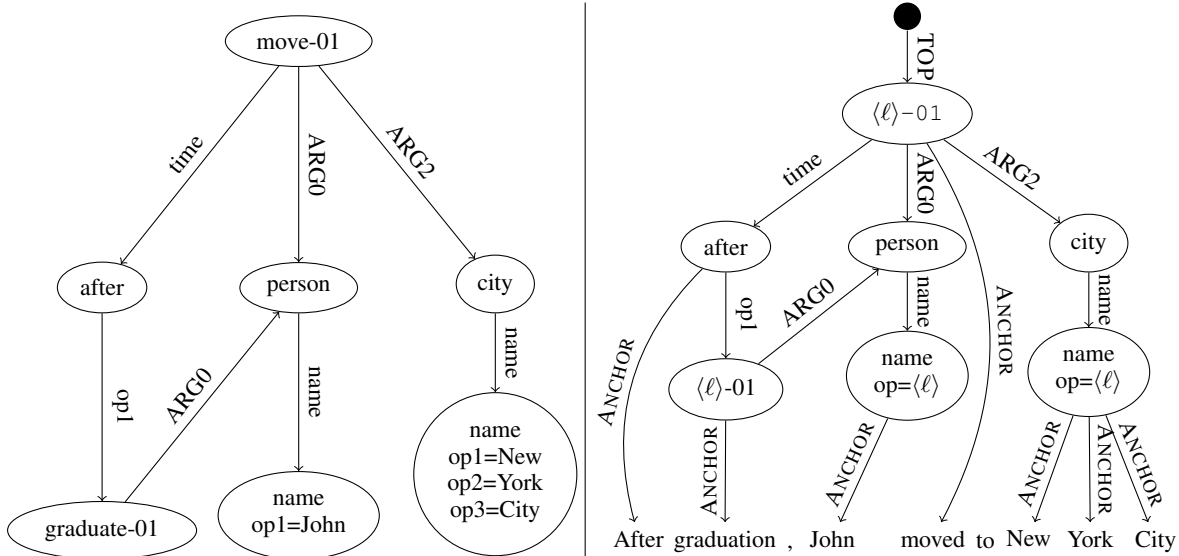 move-01
time
ARG0
ARG2
after
person
city
op1
ARG0
name
name
graduate-01
name
op1=John
name
op1=New
op2=York
op3=City
TOP
⟨ℓ⟩-01
time
ARG0
ARG2
after
person
city
ANCHOR
op1
ARG0
name
ANCHOR
name
⟨ℓ⟩-01
name
op=⟨ℓ⟩
name
op=⟨ℓ⟩
ANCHOR
ANCHOR
ANCHOR
ANCHOR
ANCHOR
After graduation , John moved to New York City